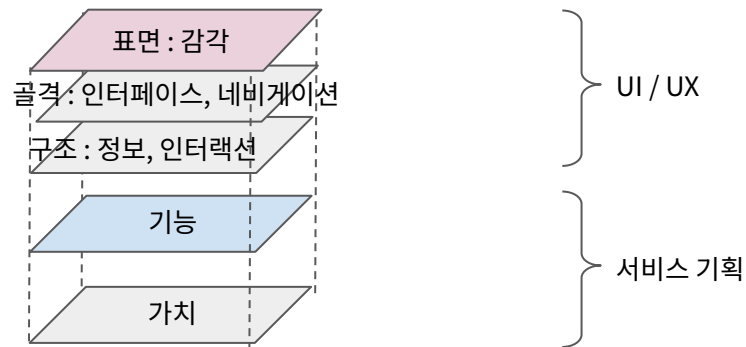 표면 : 감각
골격 : 인터페이스, 네비게이션
구조 : 정보, 인터랙션
UI / UX
기능
가치
서비스 기획